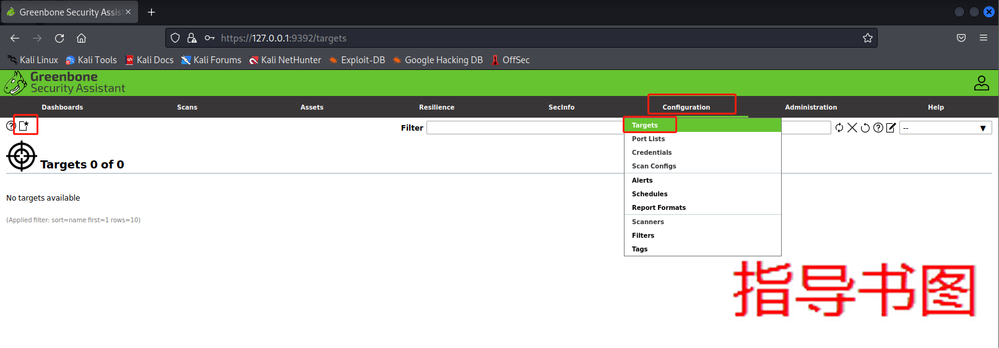 Greenbone Security Assis
https://127.0.0.1:9392/targets
Kali Linux Kali Tools Kali Docs Kali Forums Kali NetHunter Exploit-DB Google Hacking DB OffSec
Greenbone
Security Assistant
Dashboards Scans Assets Resilience SecInfo Configuration Administration Help
Filter
--
Targets
Port Lists
Credentials
Scan Configs
Alerts
Schedules
Report Formats
Scanners
Filters
Tags
Targets 0 of 0
No targets available
(Applied filter: sort=name first=1 rows=10)
指导书图